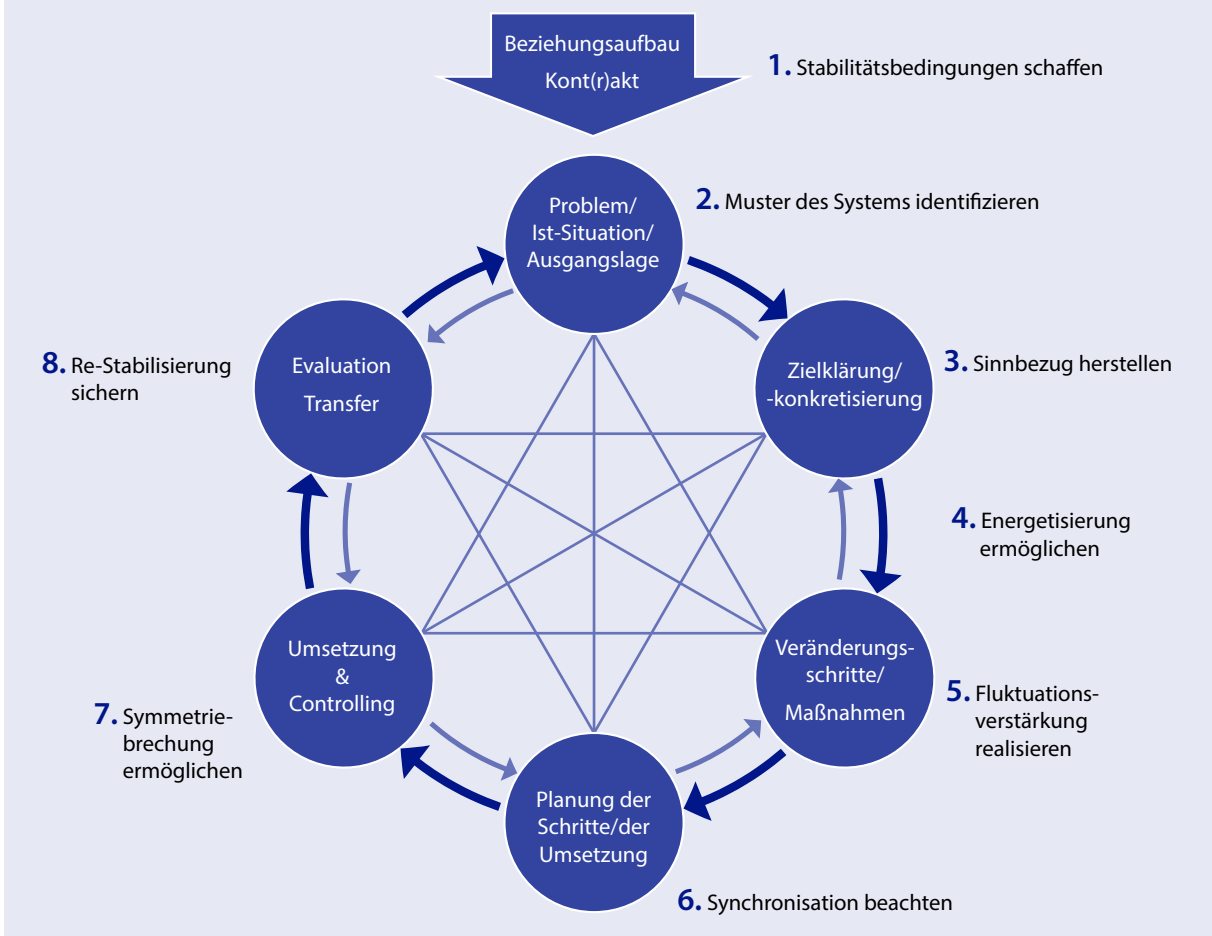 Beziehungsaufbau
Kont(r)akt
1. Stabilitätsbedingungen schaffen
Problem/
Ist-Situation/
Ausgangslage
2. Muster des Systems identifizieren
Zielklärung/
-konkretisierung
3. Sinnbezug herstellen
4. Energetisierung
ermöglichen
Veränderungs-
schritte/
Maßnahmen
5. Fluktuations-
verstärkung
realisieren
Planung der
Schritte/der
Umsetzung
6. Synchronisation beachten
Umsetzung
&
Controlling
7. Symmetrie-
brechung
ermöglichen
Evaluation
Transfer
8. Re-Stabilisierung
sichern